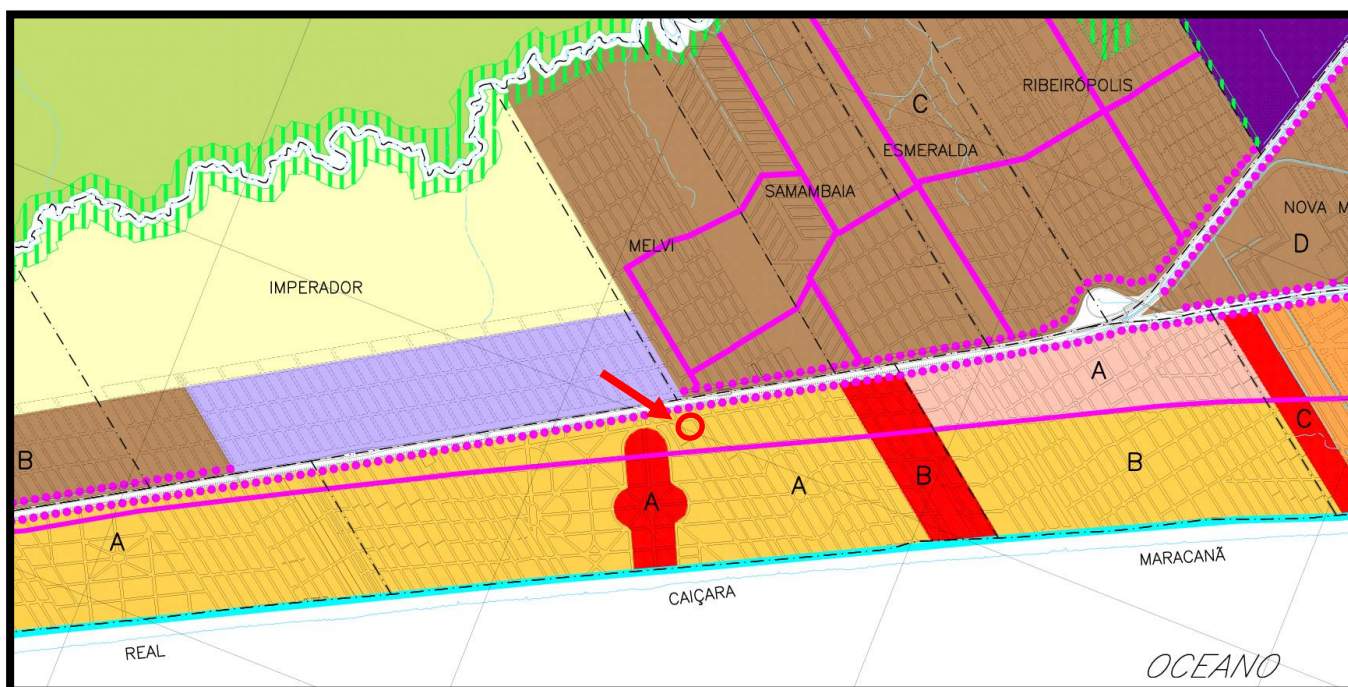 RIBEIRÓPOLIS
C
ESMERALDA
SAMAMBAIA
NOVA M
D
MELVI
IMPERADOR
A
C
B
B
B
A
A
A
MARACANÃ
CAIÇARA
REAL
OCEANO